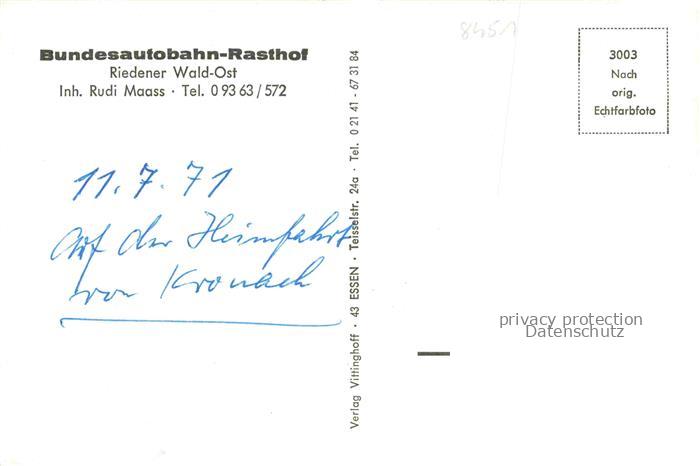 Bundesautobahn-Rasthof
Riedener Wald-Ost
Inh. Rudi Maass · Tel. 0 93 63 / 572
11.7.71
Auf der Heimfahrt
von Kronach
Verlag Vittinghoff · 43 ESSEN · Teisselstr. 24a · Tel. 0 21 41 - 67 31 84
8451
3003
Nach
orig.
Echtfarbfoto
privacy protection
Datenschutz